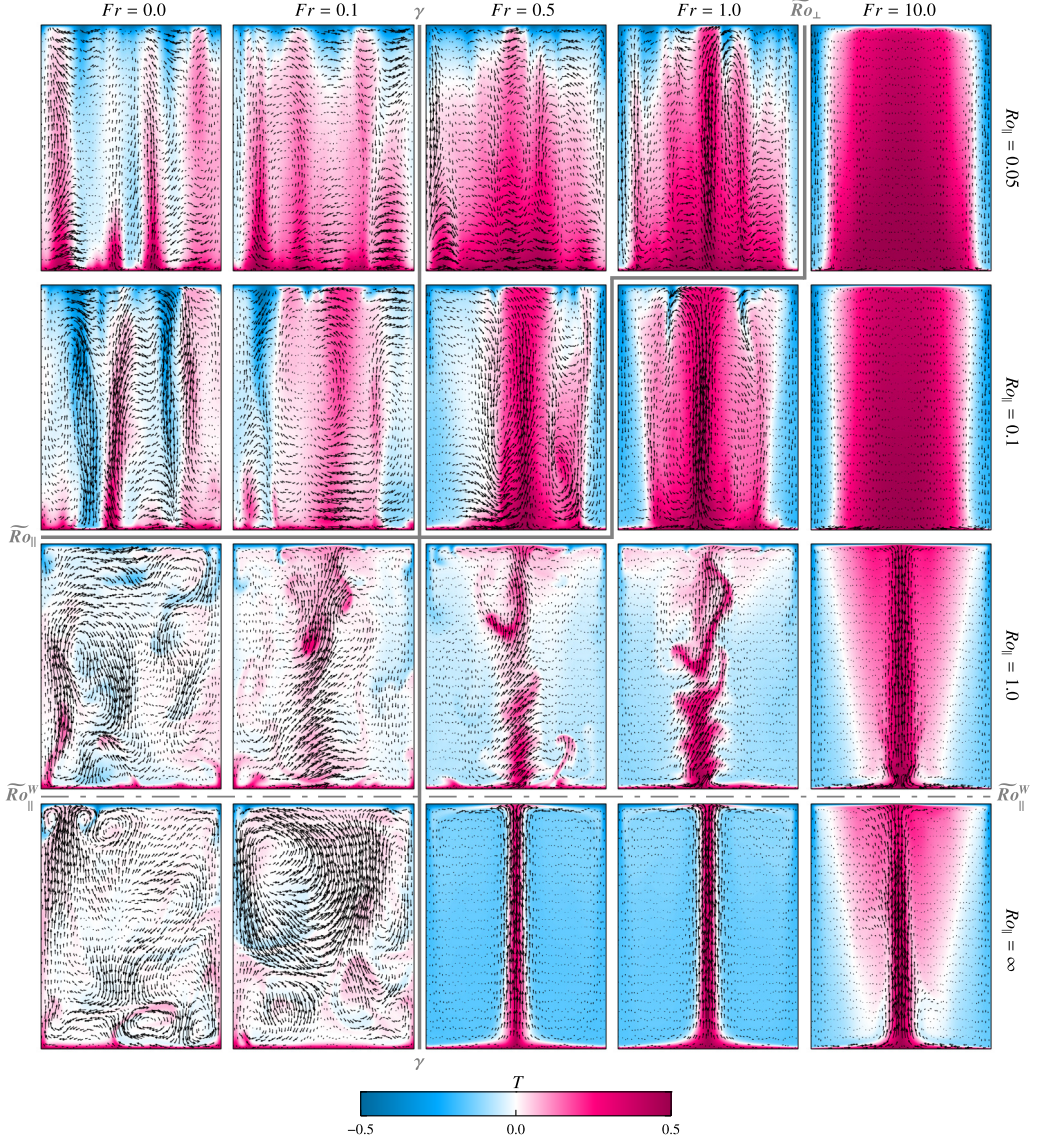 Fr = 0.0 Fr = 0.1 γ Fr = 0.5 Fr = 1.0 R̃o⊥ Fr = 10.0
Ro∥ = 0.05
Ro∥ = 0.1
R̃o∥
Ro∥ = 1.0
R̃o∥^W R̃o∥^W
Ro∥ = ∞
γ
T
−0.5 0.0 0.5